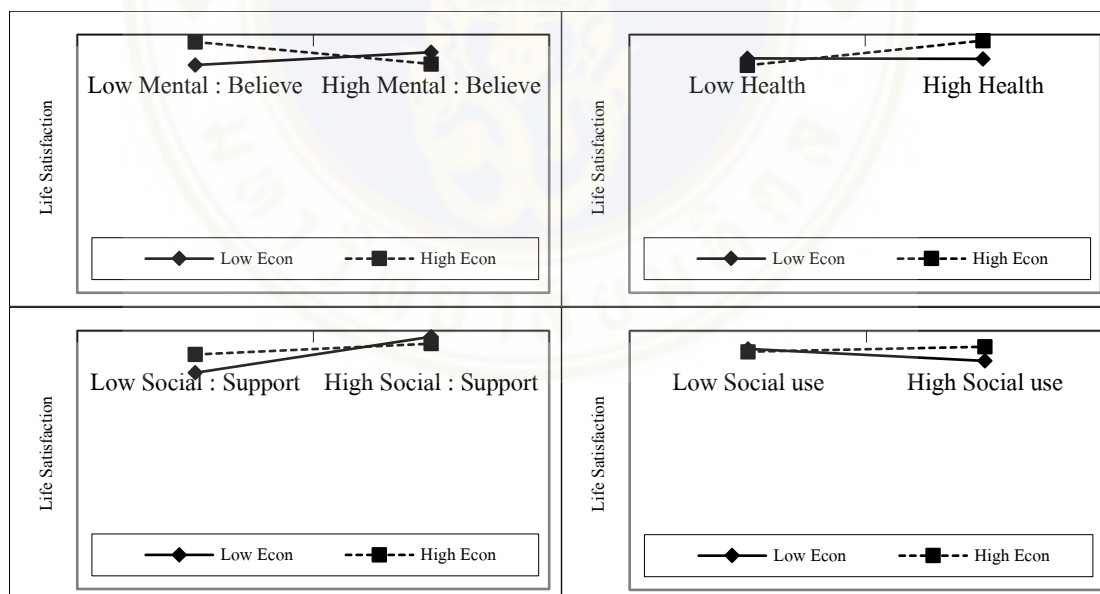 Low Mental : Believe High Mental : Believe
Life Satisfaction
Low Econ High Econ
Low Health High Health
Life Satisfaction
Low Econ High Econ
Low Social : Support High Social : Support
Life Satisfaction
Low Econ High Econ
Low Social use High Social use
Life Satisfaction
Low Econ High Econ